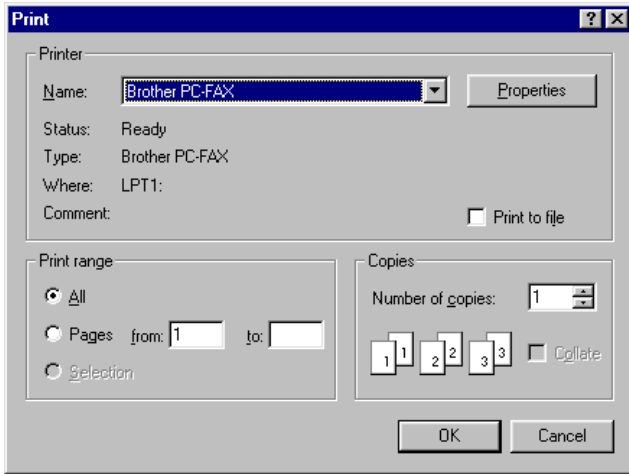 Print
Printer
Name: Brother PC-FAX Properties
Status: Ready
Type: Brother PC-FAX
Where: LPT1:
Comment: Print to file
Print range
All
Pages from: 1 to:
Selection
Copies
Number of copies: 1
1 1 2 2 3 3 Collate
OK Cancel